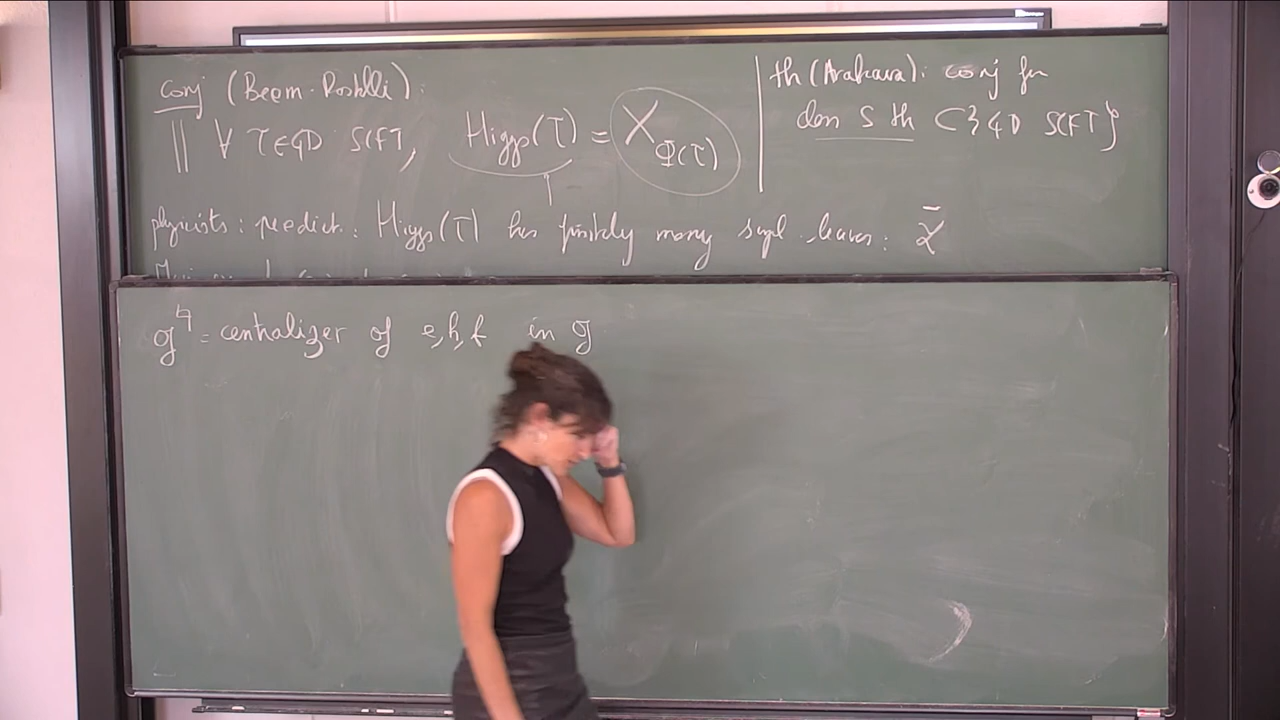 conj (Beem-Rastelli):
∀ τ ∈ 4D SCFT, Higgs(τ) = X_Φ(τ)
th (Arakawa): conj for
class S th ⊂ {4D SCFT}
physicists: predict: Higgs(τ) has finitely many sympl. leaves:
g^♮ = centralizer of e,h,f in g